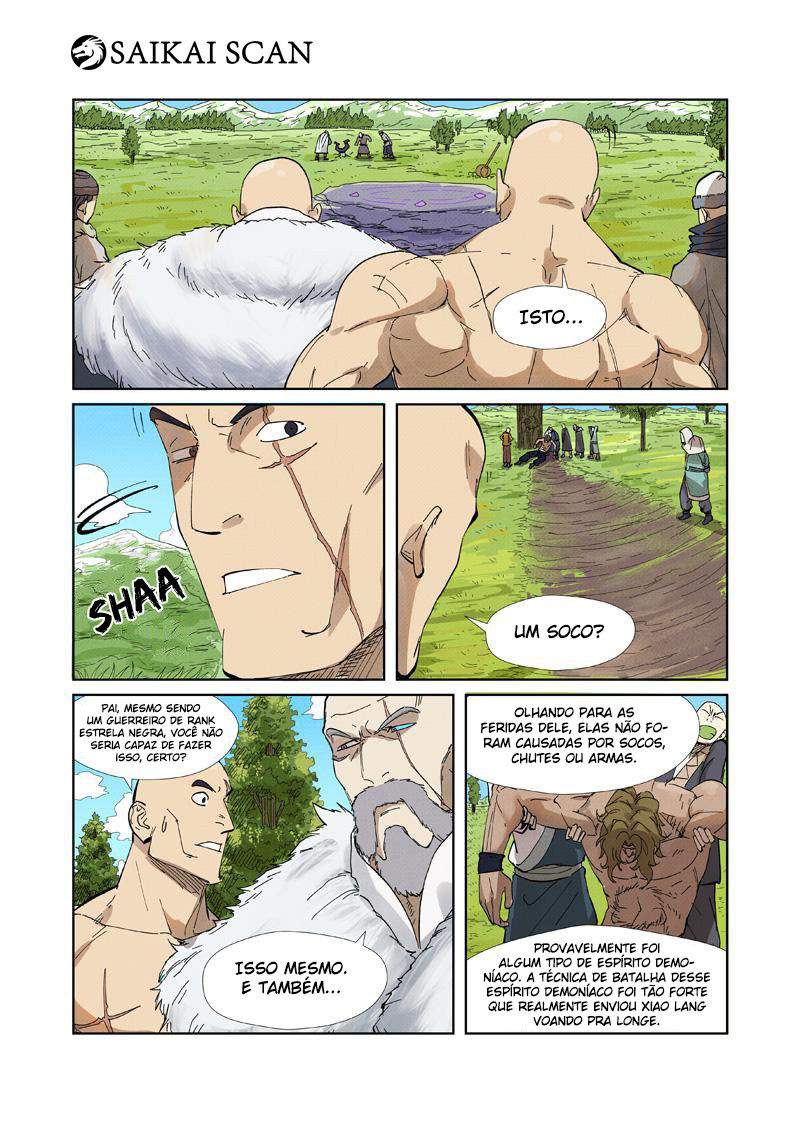 SAIKAI SCAN
ISTO...
SHAA
UM SOCO?
PAI, MESMO SENDO
UM GUERREIRO DE RANK
ESTRELA NEGRA, VOCÊ NÃO
SERIA CAPAZ DE FAZER
ISSO, CERTO?
ISSO MESMO.
E TAMBÉM...
OLHANDO PARA AS
FERIDAS DELE, ELAS NÃO FO-
RAM CAUSADAS POR SOCOS,
CHUTES OU ARMAS.
PROVAVELMENTE FOI
ALGUM TIPO DE ESPÍRITO DEMO-
NÍACO. A TÉCNICA DE BATALHA DESSE
ESPÍRITO DEMONÍACO FOI TÃO FORTE
QUE REALMENTE ENVIOU XIAO LANG
VOANDO PRA LONGE.